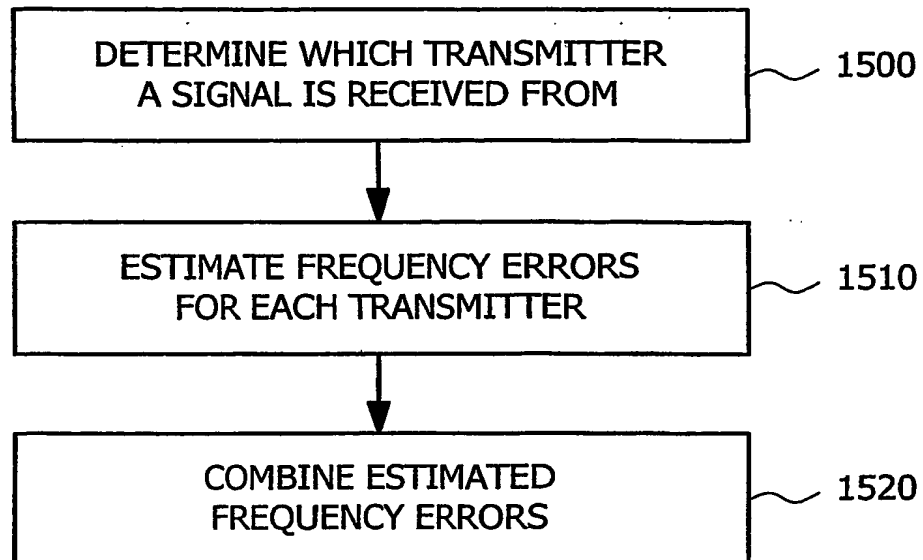 DETERMINE WHICH TRANSMITTER
A SIGNAL IS RECEIVED FROM
1500
ESTIMATE FREQUENCY ERRORS
FOR EACH TRANSMITTER
1510
COMBINE ESTIMATED
FREQUENCY ERRORS
1520